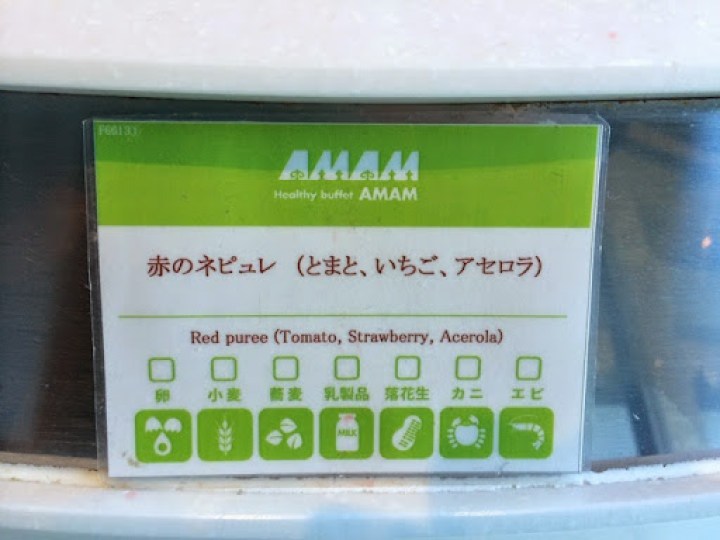 F06131
AMAM
Healthy buffet AMAM
赤のネピュレ （とまと、いちご、アセロラ）
Red puree (Tomato, Strawberry, Acerola)
卵 小麦 蕎麦 乳製品 落花生 カニ エビ
MILK